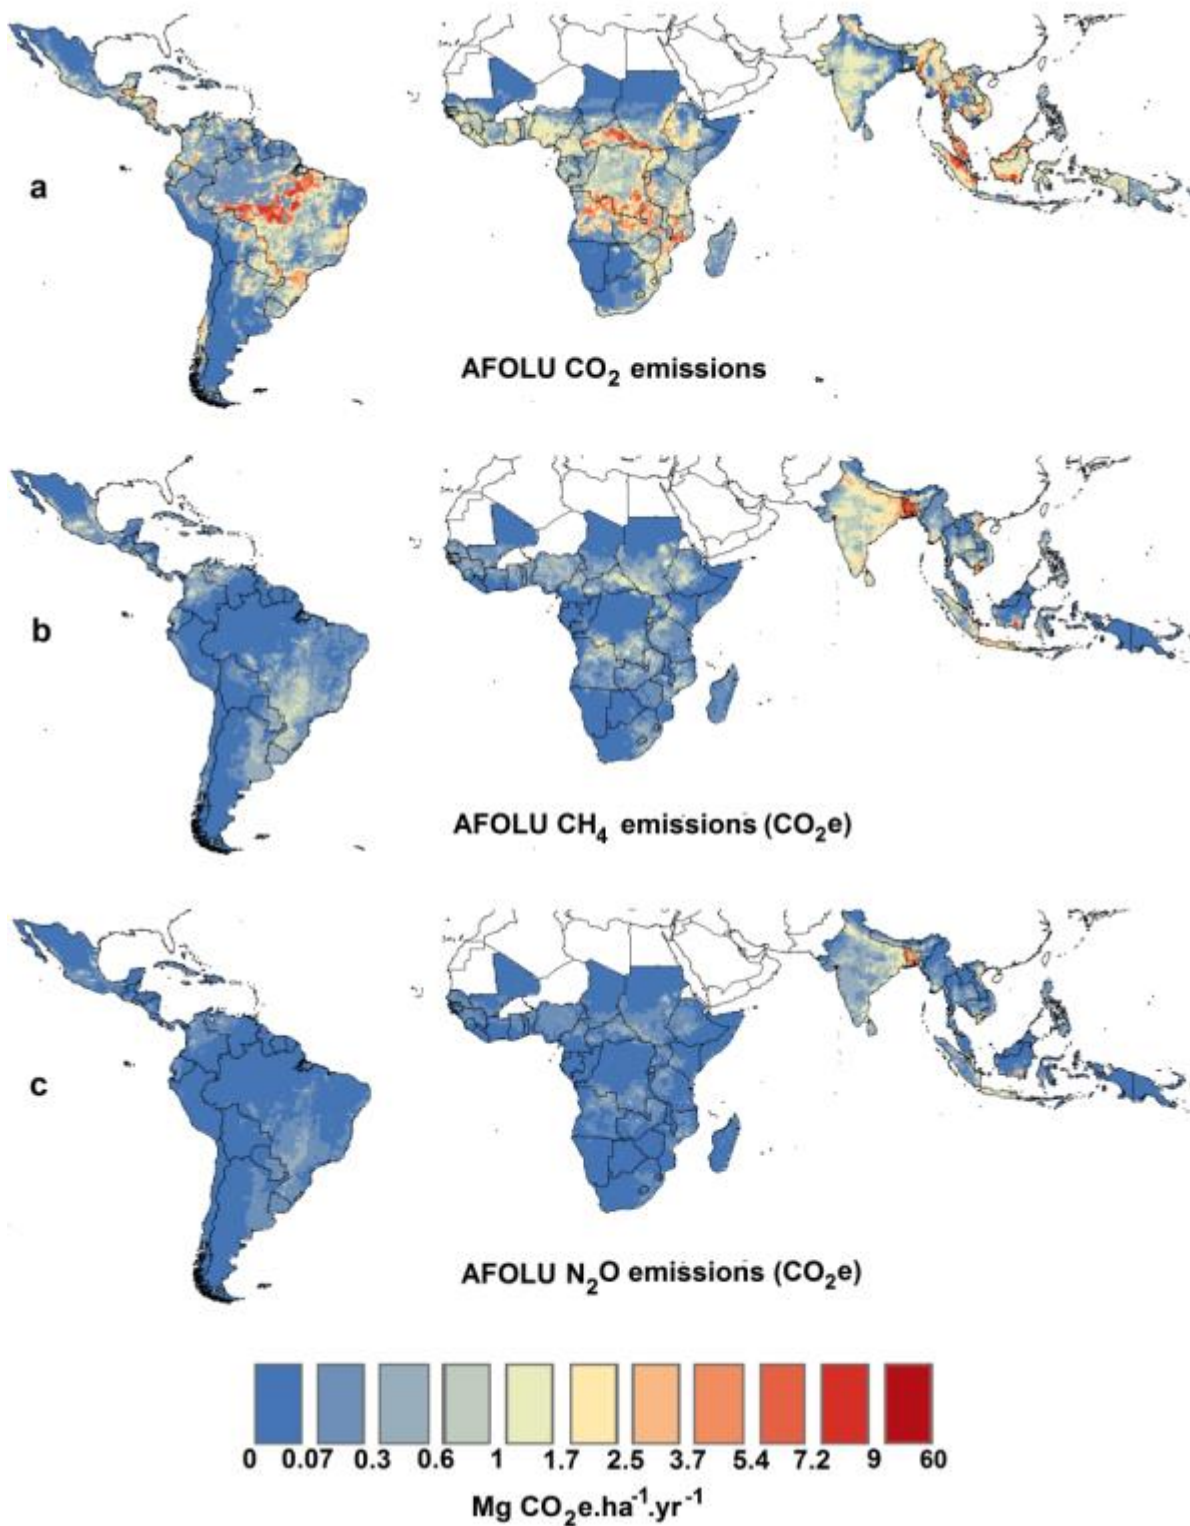 a
AFOLU CO₂ emissions
b
AFOLU CH₄ emissions (CO₂e)
c
AFOLU N₂O emissions (CO₂e)
0 0.07 0.3 0.6 1 1.7 2.5 3.7 5.4 7.2 9 60
Mg CO₂e.ha⁻¹.yr⁻¹